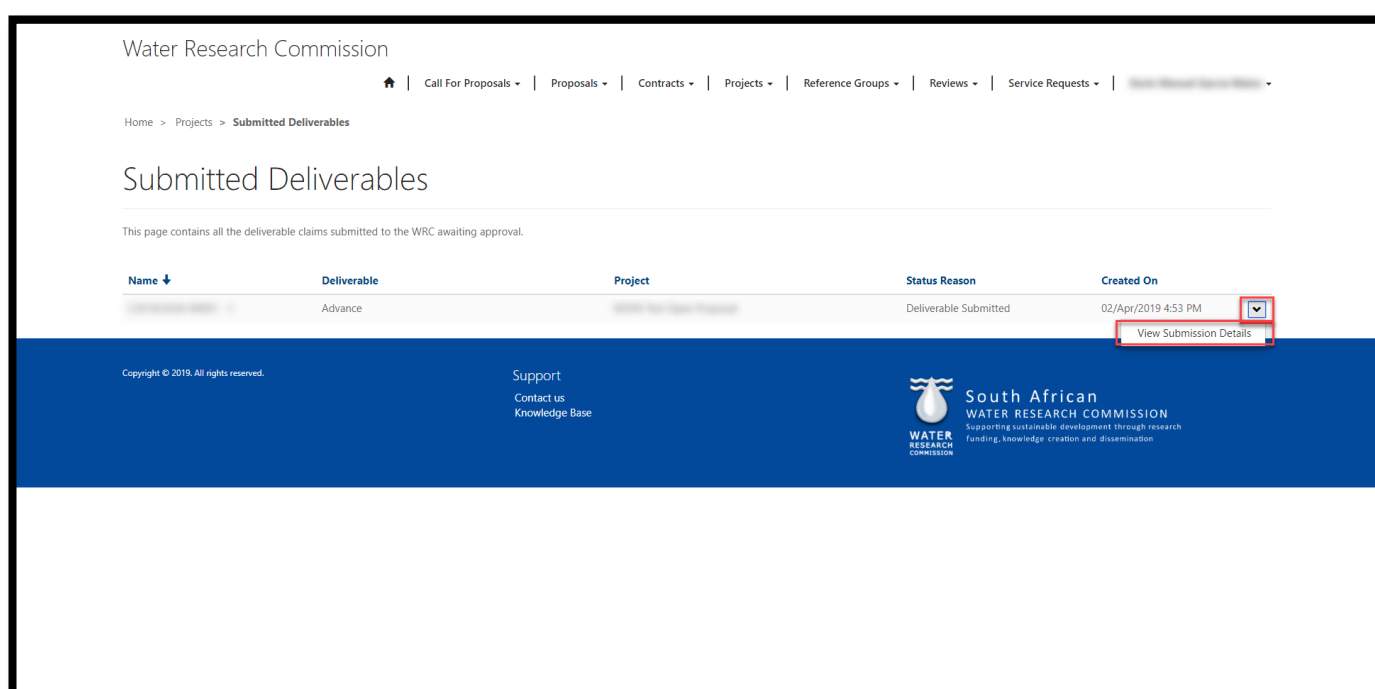 Water Research Commission
Call For Proposals | Proposals | Contracts | Projects | Reference Groups | Reviews | Service Requests |
Home > Projects > Submitted Deliverables
Submitted Deliverables
This page contains all the deliverable claims submitted to the WRC awaiting approval.
Name Deliverable Project Status Reason Created On
Advance Deliverable Submitted 02/Apr/2019 4:53 PM
View Submission Details
Copyright © 2019. All rights reserved.
Support
Contact us
Knowledge Base
WATER
RESEARCH
COMMISSION
South African
WATER RESEARCH COMMISSION
Supporting sustainable development through research
funding, knowledge creation and dissemination